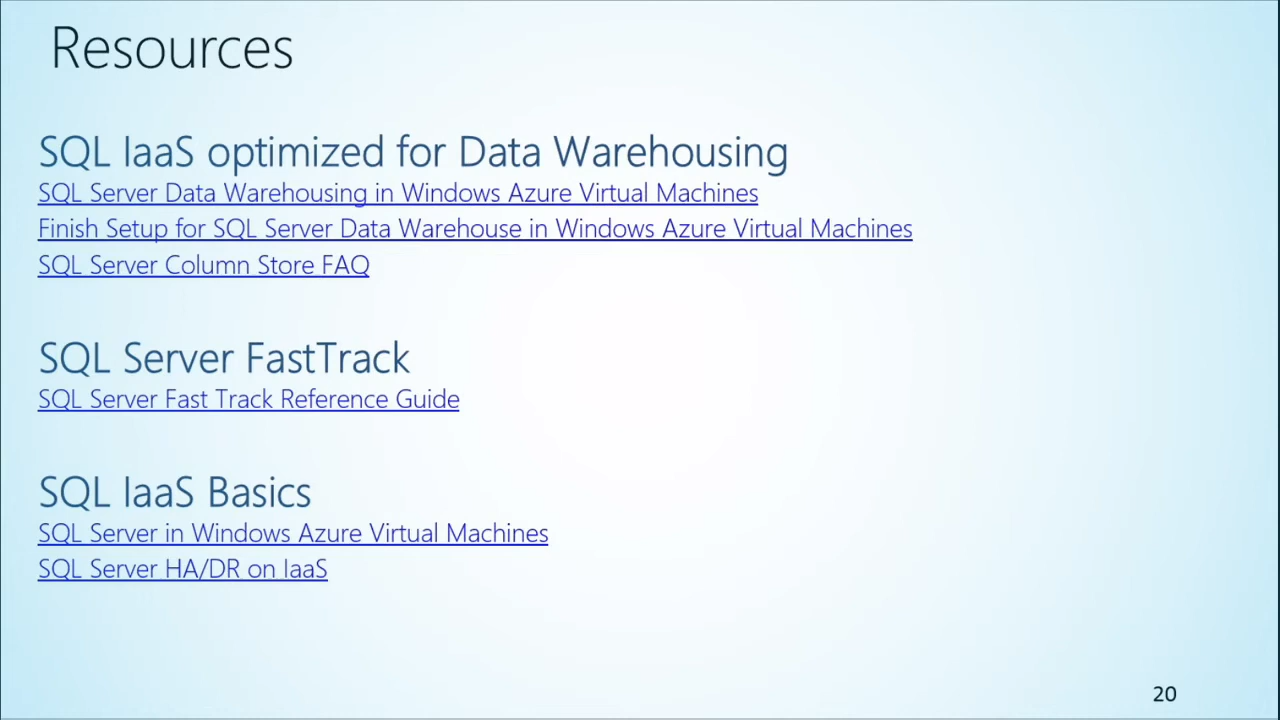 Resources
SQL IaaS optimized for Data Warehousing
SQL Server Data Warehousing in Windows Azure Virtual Machines
Finish Setup for SQL Server Data Warehouse in Windows Azure Virtual Machines
SQL Server Column Store FAQ
SQL Server FastTrack
SQL Server Fast Track Reference Guide
SQL IaaS Basics
SQL Server in Windows Azure Virtual Machines
SQL Server HA/DR on IaaS
20